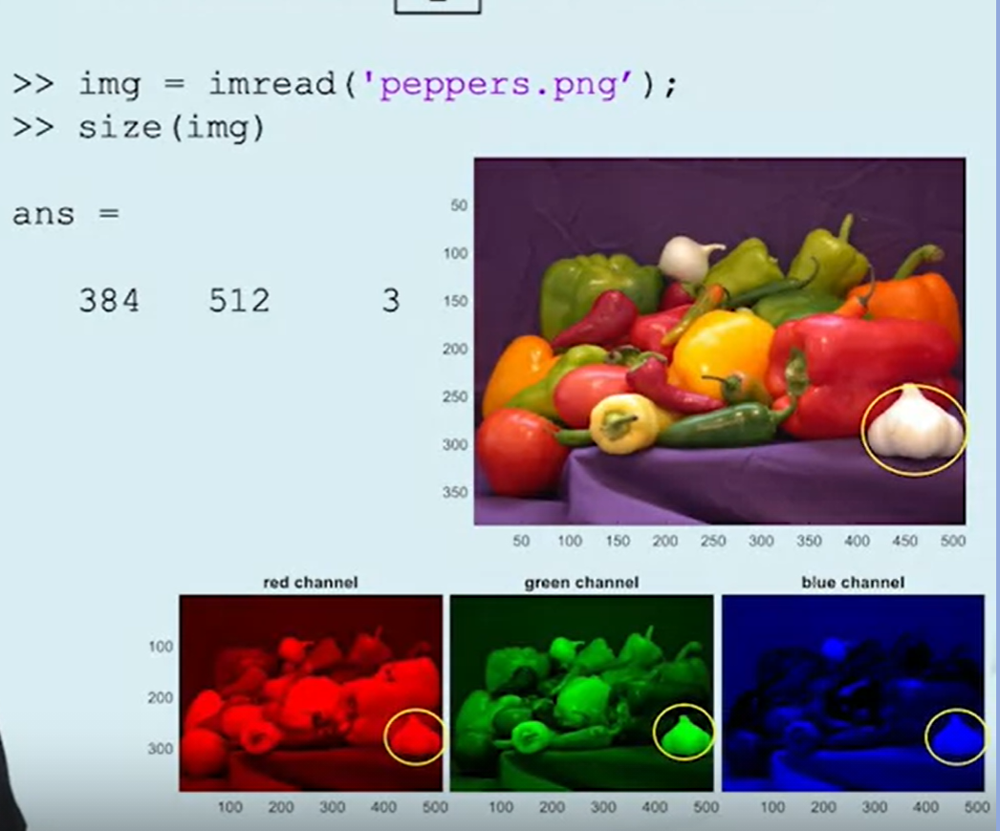 >> img = imread('peppers.png’);
>> size(img)
ans =
384 512 3
50
100
150
200
250
300
350
50 100 150 200 250 300 350 400 450 500
red channel green channel blue channel
100
200
300
100 200 300 400 500 100 200 300 400 500 100 200 300 400 500